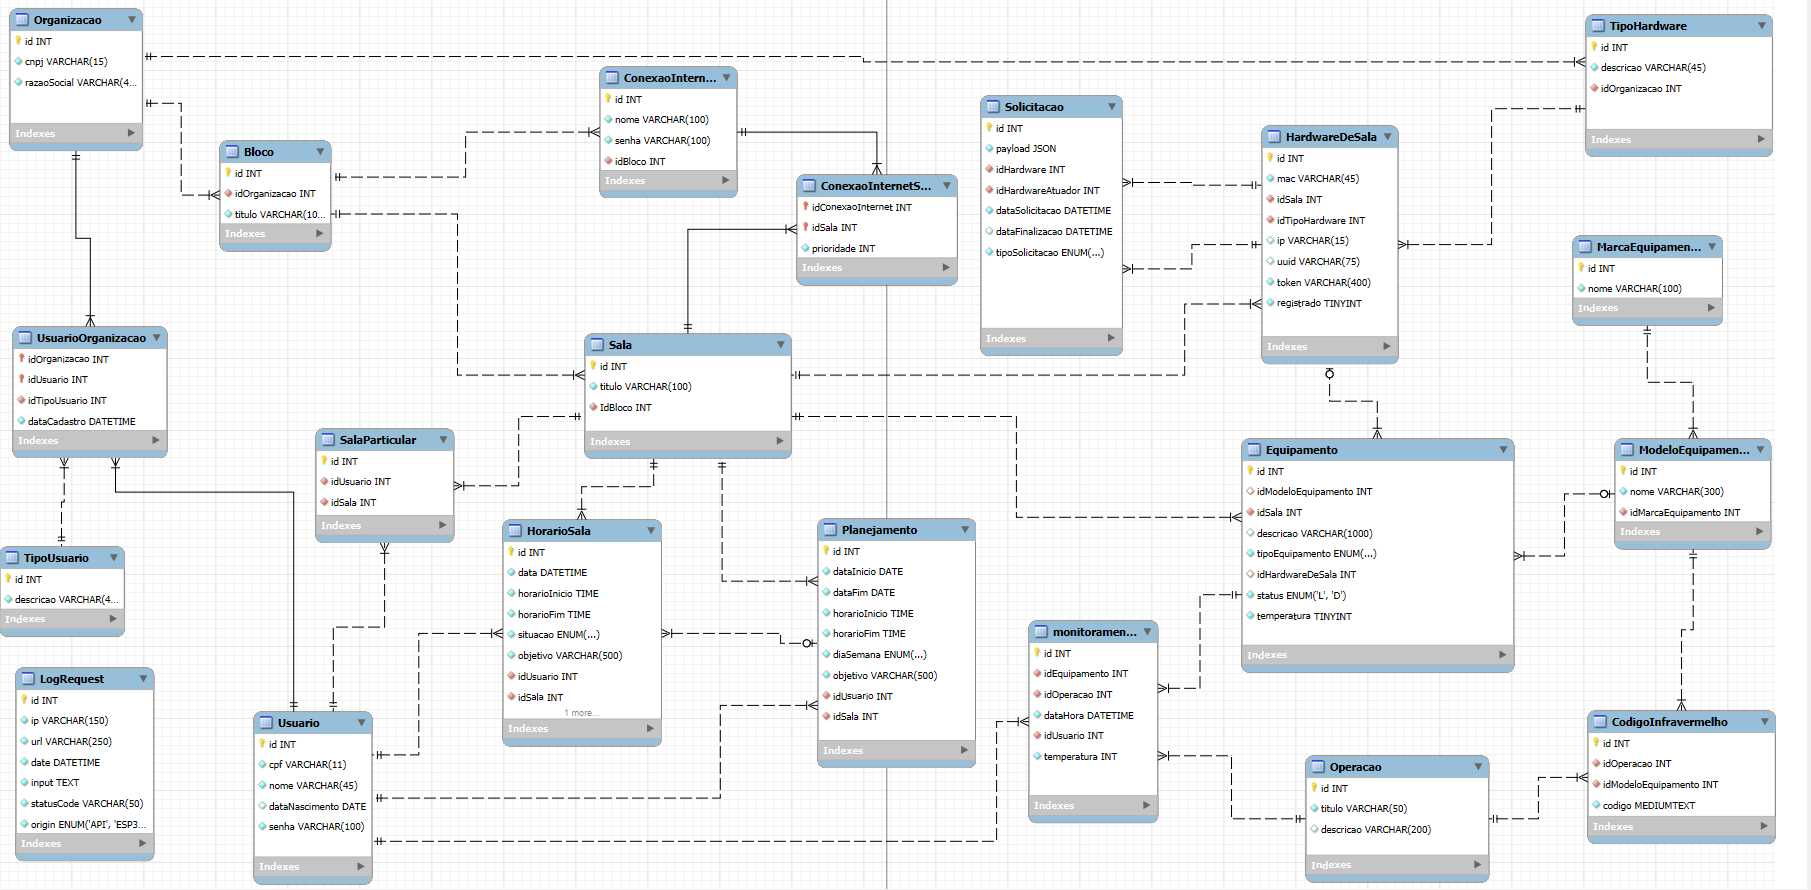 Organizacao
id INT
cnpj VARCHAR(15)
razaoSocial VARCHAR(4...
Indexes
Bloco
id INT
idOrganizacao INT
titulo VARCHAR(10...
Indexes
ConexaoIntern...
id INT
nome VARCHAR(100)
senha VARCHAR(100)
idBloco INT
Indexes
ConexaoInternetS...
idConexaoInternet INT
idSala INT
prioridade INT
Indexes
Solicitacao
id INT
payload JSON
idHardware INT
idHardwareAtuador INT
dataSolicitacao DATETIME
dataFinalizacao DATETIME
tipoSolicitacao ENUM(...)
Indexes
HardwareDeSala
id INT
mac VARCHAR(45)
idSala INT
idTipoHardware INT
ip VARCHAR(15)
uuid VARCHAR(75)
token VARCHAR(400)
registrado TINYINT
Indexes
TipoHardware
id INT
descricao VARCHAR(45)
idOrganizacao INT
Indexes
MarcaEquipamen...
id INT
nome VARCHAR(100)
Indexes
UsuarioOrganizacao
idOrganizacao INT
idUsuario INT
idTipoUsuario INT
dataCadastro DATETIME
Indexes
Sala
id INT
titulo VARCHAR(100)
IdBloco INT
Indexes
SalaParticular
id INT
idUsuario INT
idSala INT
Indexes
Equipamento
id INT
idModeloEquipamento INT
idSala INT
descricao VARCHAR(1000)
tipoEquipamento ENUM(...)
idHardwareDeSala INT
status ENUM('L', 'D')
temperatura TINYINT
Indexes
ModeloEquipamen...
id INT
nome VARCHAR(300)
idMarcaEquipamento INT
Indexes
TipoUsuario
id INT
descricao VARCHAR(4...
Indexes
HorarioSala
id INT
data DATETIME
horarioInicio TIME
horarioFim TIME
situacao ENUM(...)
objetivo VARCHAR(500)
idUsuario INT
idSala INT
1 more...
Indexes
Planejamento
id INT
dataInicio DATE
dataFim DATE
horarioInicio TIME
horarioFim TIME
diaSemana ENUM(...)
objetivo VARCHAR(500)
idUsuario INT
idSala INT
Indexes
monitoramen...
id INT
idEquipamento INT
idOperacao INT
dataHora DATETIME
idUsuario INT
temperatura INT
Indexes
LogRequest
id INT
ip VARCHAR(150)
url VARCHAR(250)
date DATETIME
input TEXT
statusCode VARCHAR(50)
origin ENUM('API', 'ESP3...
Indexes
Usuario
id INT
cpf VARCHAR(11)
nome VARCHAR(45)
dataNascimento DATE
senha VARCHAR(100)
Indexes
Operacao
id INT
titulo VARCHAR(50)
descricao VARCHAR(200)
Indexes
CodigoInfravermelho
id INT
idOperacao INT
idModeloEquipamento INT
codigo MEDIUMTEXT
Indexes